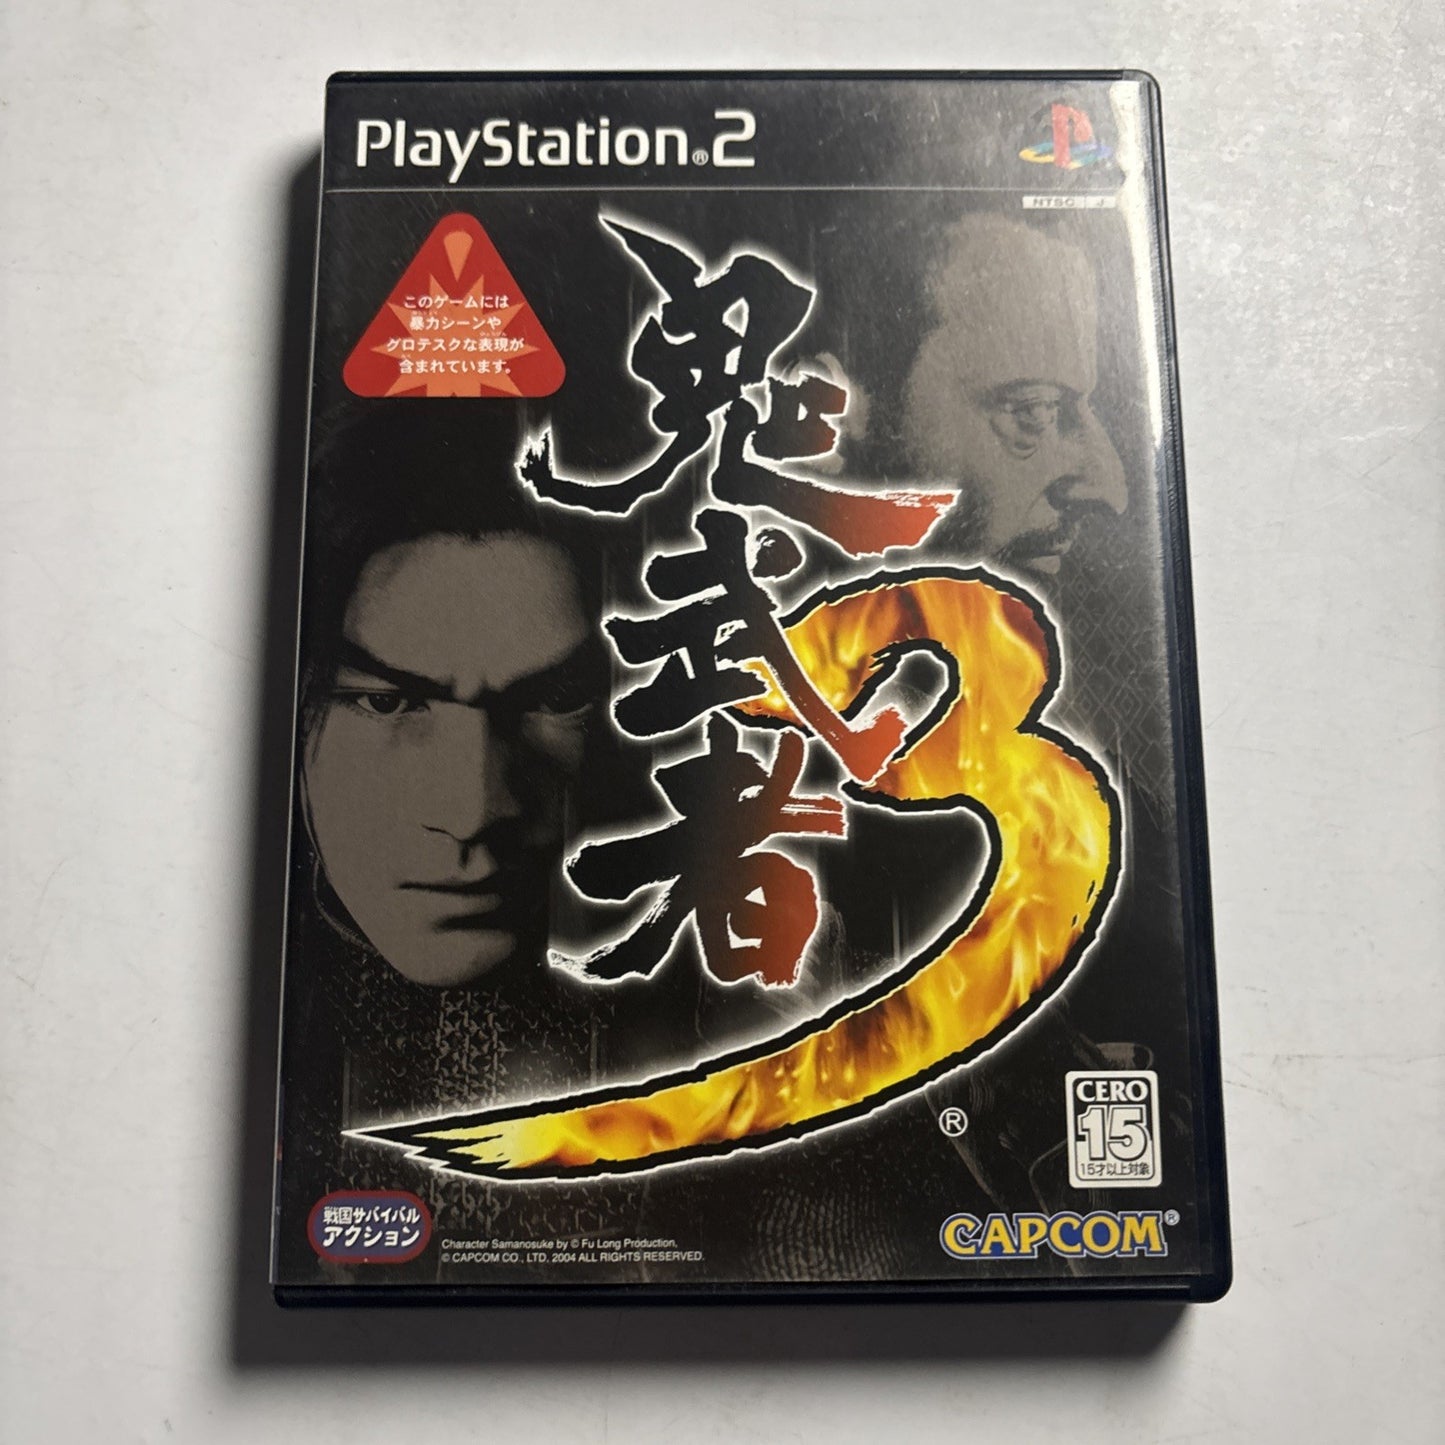 PlayStation®2
NTSC J
このゲームには
暴力シーンや
グロテスクな表現が
含まれています。
鬼武者
3
®
CERO
15
15才以上対象
戦国サバイバル
アクション
Character Samanosuke by © Fu Long Production.
© CAPCOM CO., LTD. 2004 ALL RIGHTS RESERVED.
CAPCOM®